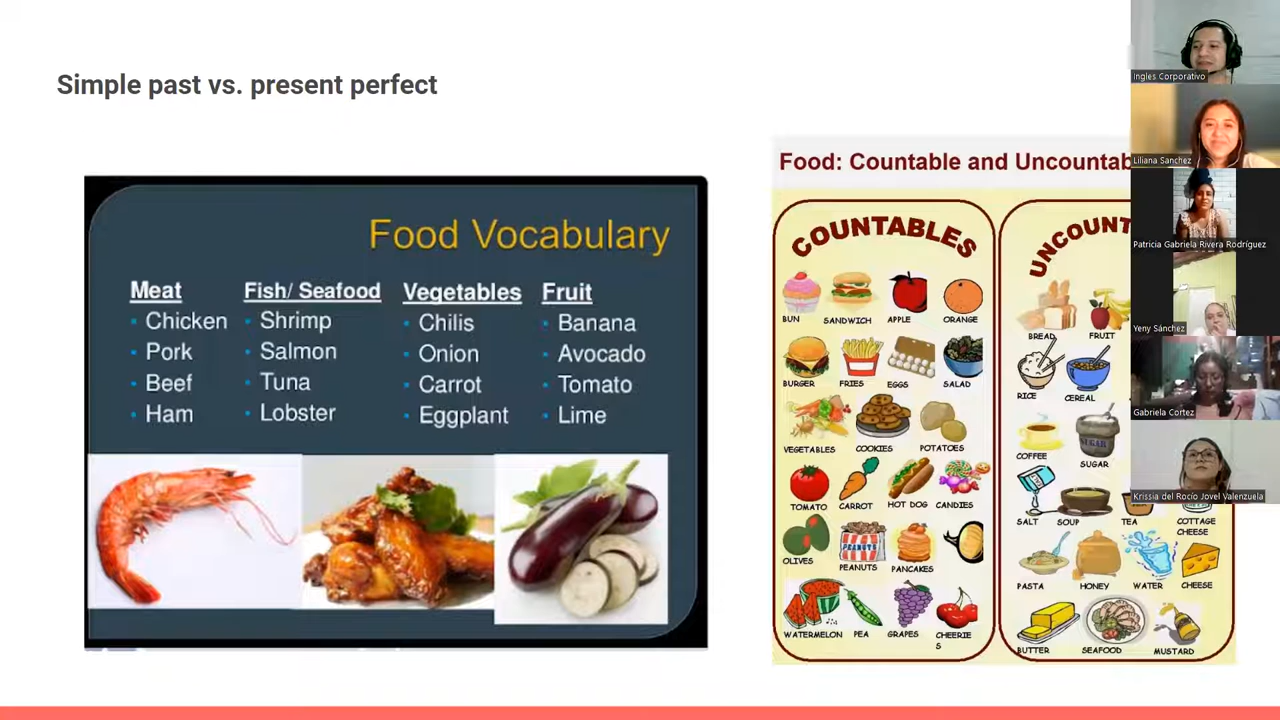 Simple past vs. present perfect
Food Vocabulary
Meat
Chicken
Pork
Beef
Ham
Fish/ Seafood
Shrimp
Salmon
Tuna
Lobster
Vegetables
Chilis
Onion
Carrot
Eggplant
Fruit
Banana
Avocado
Tomato
Lime
Food: Countable and Uncountab
COUNTABLES
BUN SANDWICH APPLE ORANGE
BURGER FRIES EGGS SALAD
VEGETABLES COOKIES POTATOES
TOMATO CARROT HOT DOG CANDIES
OLIVES PEANUTS PANCAKES
PEANUTS
WATERMELON PEA GRAPES CHEERIE
S
UNCOUNT
BREAD FRUIT
RICE CEREAL
COFFEE SUGAR
SUGAR
SALT SOUP TEA COTTAGE
CHEESE
PASTA HONEY WATER CHEESE
BUTTER SEAFOOD MUSTARD
Ingles Corporativo
Liliana Sanchez
Patricia Gabriela Rivera Rodríguez
Yeny Sánchez
Gabriela Cortez
Krissia del Rocío Jovel Valenzuela